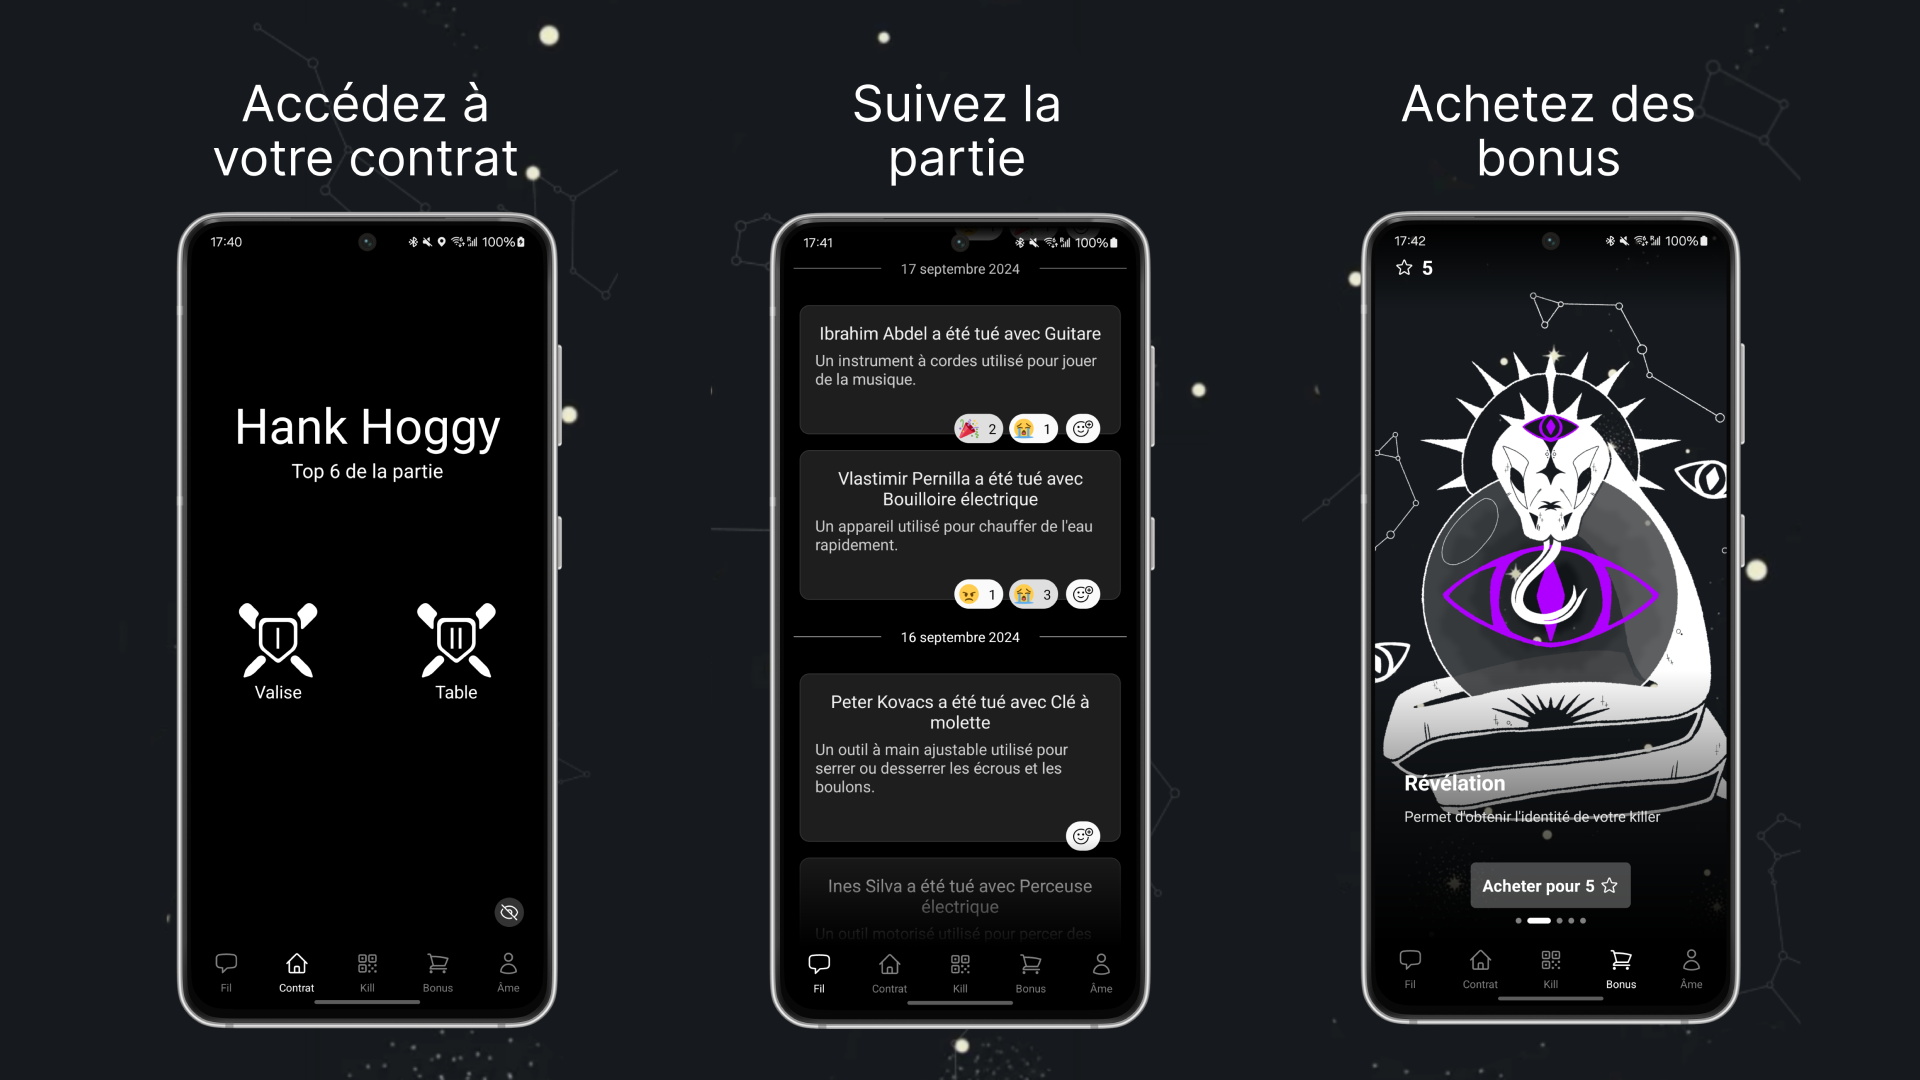 Accédez à
votre contrat
17:40
100%
Hank Hoggy
Top 6 de la partie
I
II
Valise
Table
Fil
Contrat
Kill
Bonus
Âme
Suivez la
partie
17:41
100%
17 septembre 2024
Ibrahim Abdel a été tué avec Guitare
Un instrument à cordes utilisé pour jouer
de la musique.
2
1
Vlastimir Pernilla a été tué avec
Bouilloire électrique
Un appareil utilisé pour chauffer de l'eau
rapidement.
1
3
16 septembre 2024
Peter Kovacs a été tué avec Clé à
molette
Un outil à main ajustable utilisé pour
serrer ou desserrer les écrous et les
boulons.
Ines Silva a été tué avec Perceuse
électrique
Un outil motorisé utilisé pour percer des
Fil
Contrat
Kill
Bonus
Âme
Achetez des
bonus
17:42
100%
5
Révélation
Permet d'obtenir l'identité de votre killer
Acheter pour 5
Fil
Contrat
Kill
Bonus
Âme